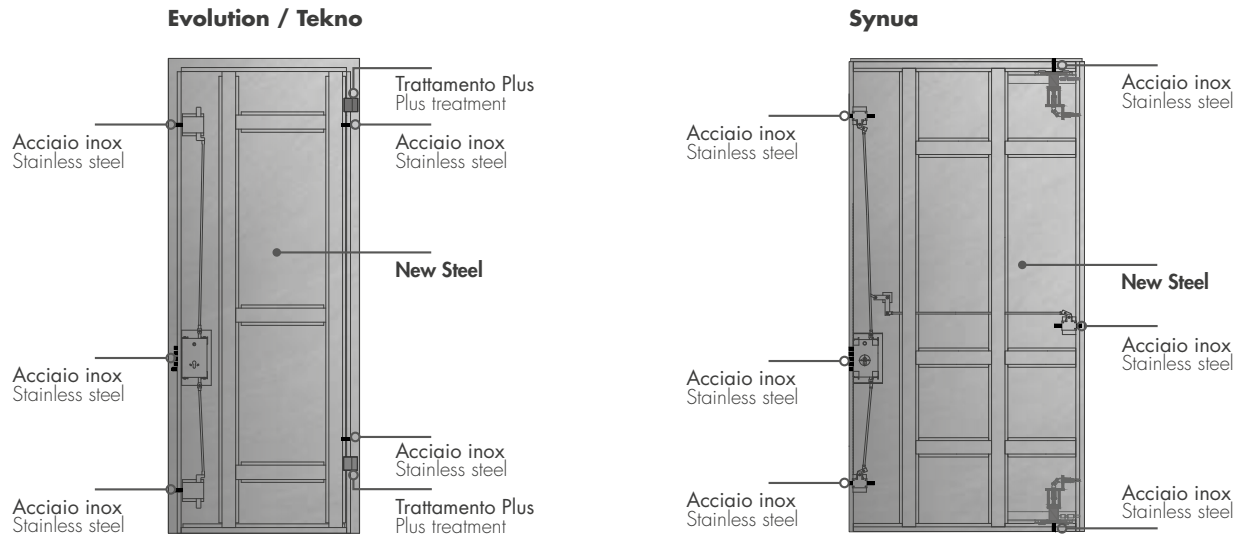 Evolution / Tekno
Trattamento Plus
Plus treatment
Acciaio inox
Stainless steel
Acciaio inox
Stainless steel
New Steel
Acciaio inox
Stainless steel
Acciaio inox
Stainless steel
Acciaio inox
Stainless steel
Trattamento Plus
Plus treatment
Synua
Acciaio inox
Stainless steel
Acciaio inox
Stainless steel
New Steel
Acciaio inox
Stainless steel
Acciaio inox
Stainless steel
Acciaio inox
Stainless steel
Acciaio inox
Stainless steel